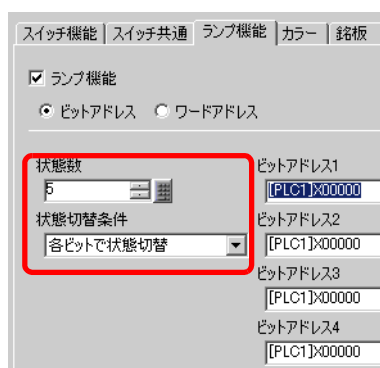 スイッチ機能 スイッチ共通 ランプ機能 カラー 銘板
ランプ機能
ビットアドレス ワードアドレス
状態数
5
状態切替条件
各ビットで状態切替
ビットアドレス1
[PLC1]X00000
ビットアドレス2
[PLC1]X00000
ビットアドレス3
[PLC1]X00000
ビットアドレス4
[PLC1]X00000